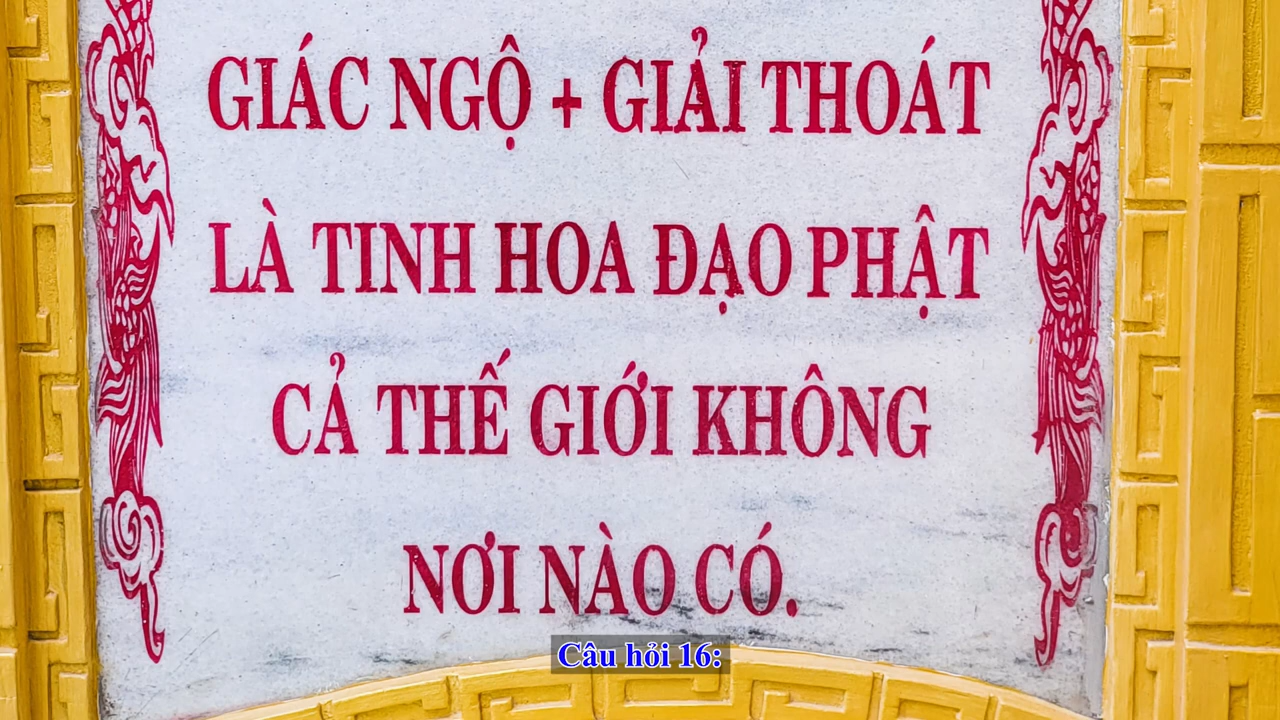 GIÁC NGỘ + GIẢI THOÁT
LÀ TINH HOA ĐẠO PHẬT
CẢ THẾ GIỚI KHÔNG
NƠI NÀO CÓ.
Câu hỏi 16: